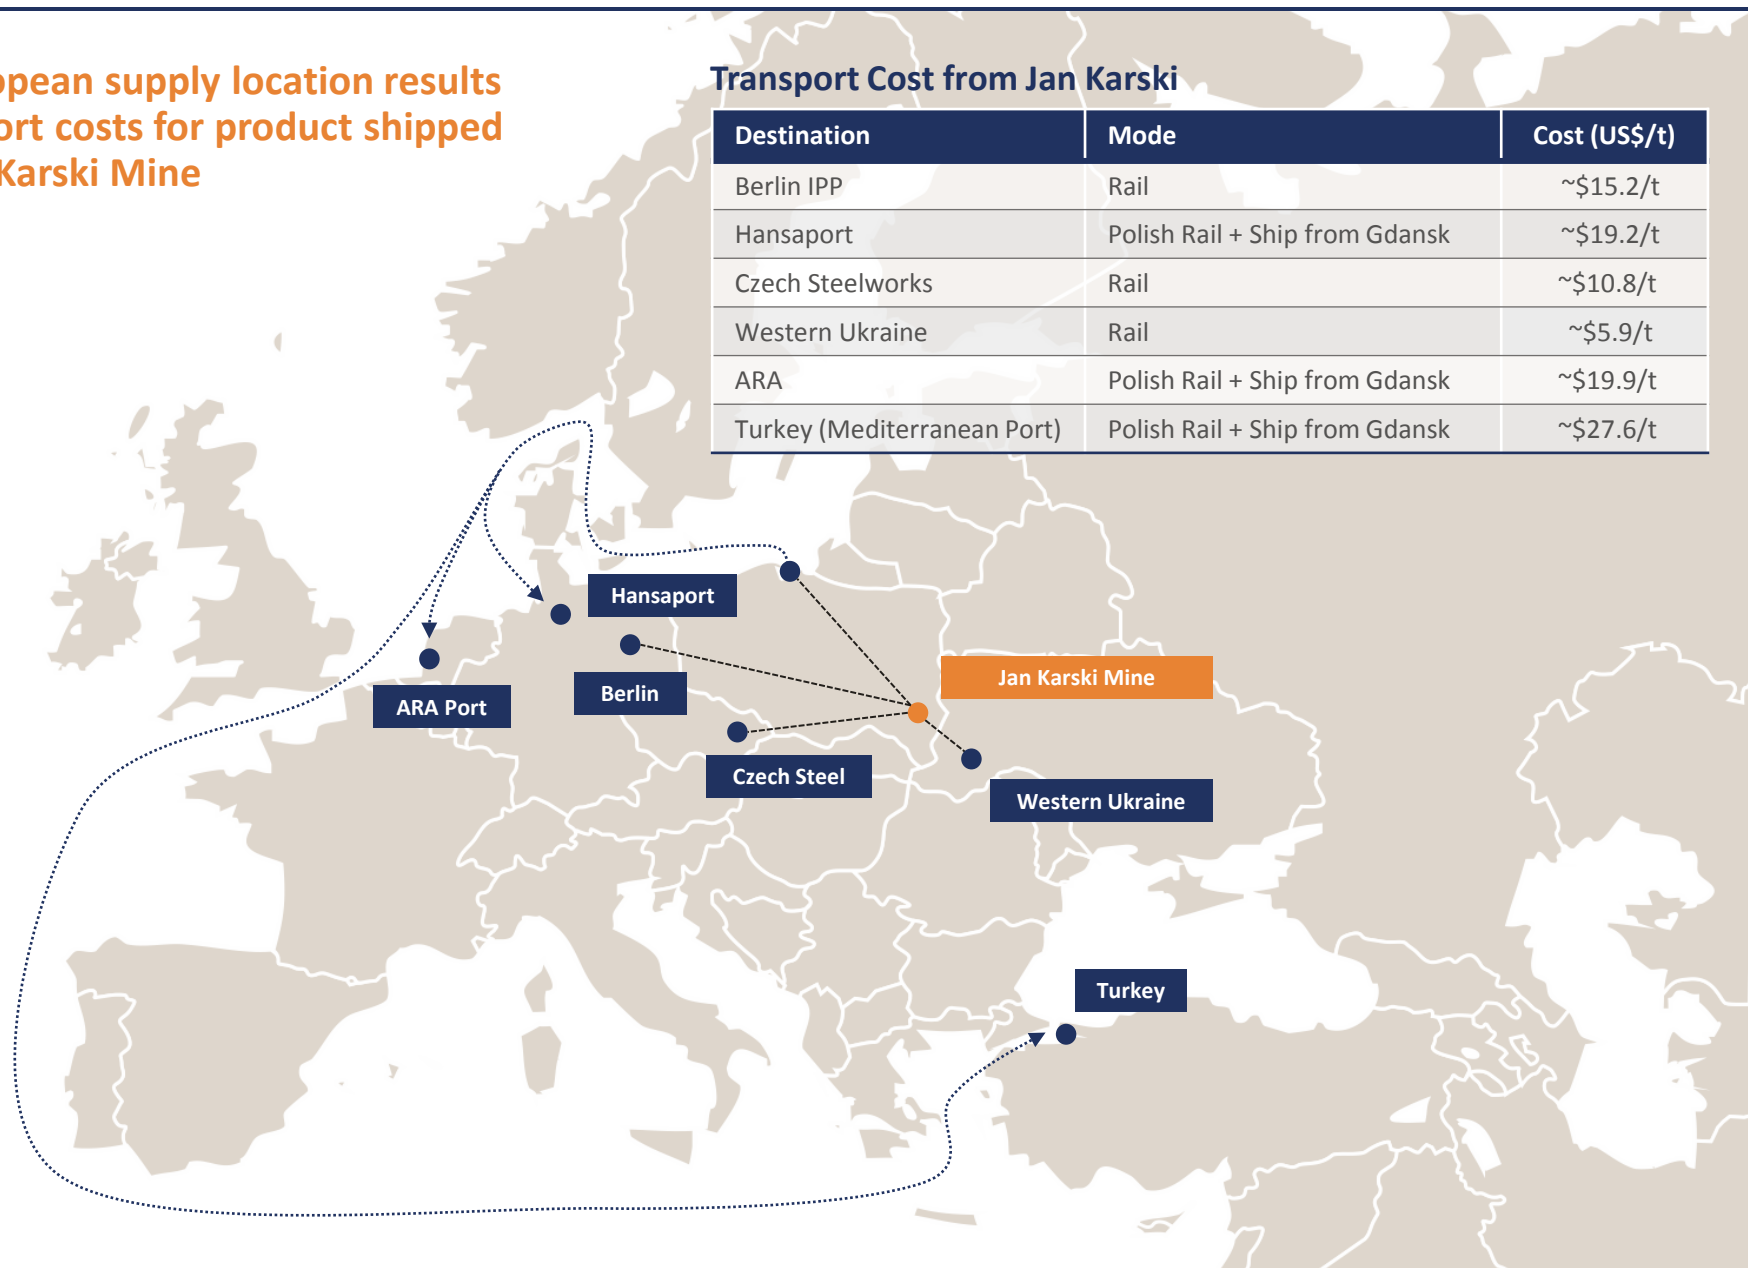 opean supply location results
ort costs for product shipped
Karski Mine
Transport Cost from Jan Karski
Destination Mode Cost (US$/t)
Berlin IPP Rail ~$15.2/t
Hansaport Polish Rail + Ship from Gdansk ~$19.2/t
Czech Steelworks Rail ~$10.8/t
Western Ukraine Rail ~$5.9/t
ARA Polish Rail + Ship from Gdansk ~$19.9/t
Turkey (Mediterranean Port) Polish Rail + Ship from Gdansk ~$27.6/t
Hansaport
Jan Karski Mine
Berlin
ARA Port
Czech Steel
Western Ukraine
Turkey